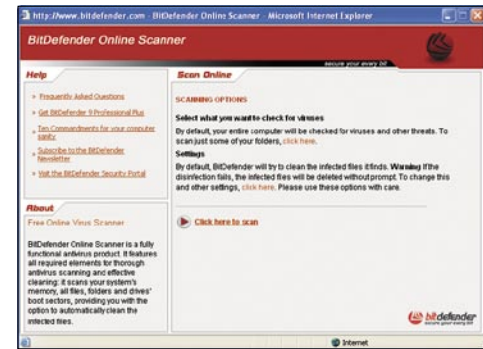 http://www.bitdefender.com - BitDefender Online Scanner - Microsoft Internet Explorer
BitDefender Online Scanner
secure your every bit
Help
Frequently Asked Questions
Get BitDefender 9 Professional Plus
Ten Commandments for your computer
sanity
Subscribe to the BitDefender
Newsletter
Visit the BitDefender Security Portal
About
Free Online Virus Scanner
BitDefender Online Scanner is a fully
functional antivirus product. It features
all required elements for thorough
antivirus scanning and effective
cleaning: it scans your system's
memory, all files, folders and drives'
boot sectors, providing you with the
option to automatically clean the
infected files.
Scan Online
SCANNING OPTIONS
Select what you want to check for viruses
By default, your entire computer will be checked for viruses and other threats. To
scan just some of your folders, click here.
Settings
By default, BitDefender will try to clean the infected files it finds. Warning If the
disinfection fails, the infected files will be deleted without prompt. To change this
and other settings, click here. Please use these options with care.
Click here to scan
bitdefender
secure your every bit
Internet